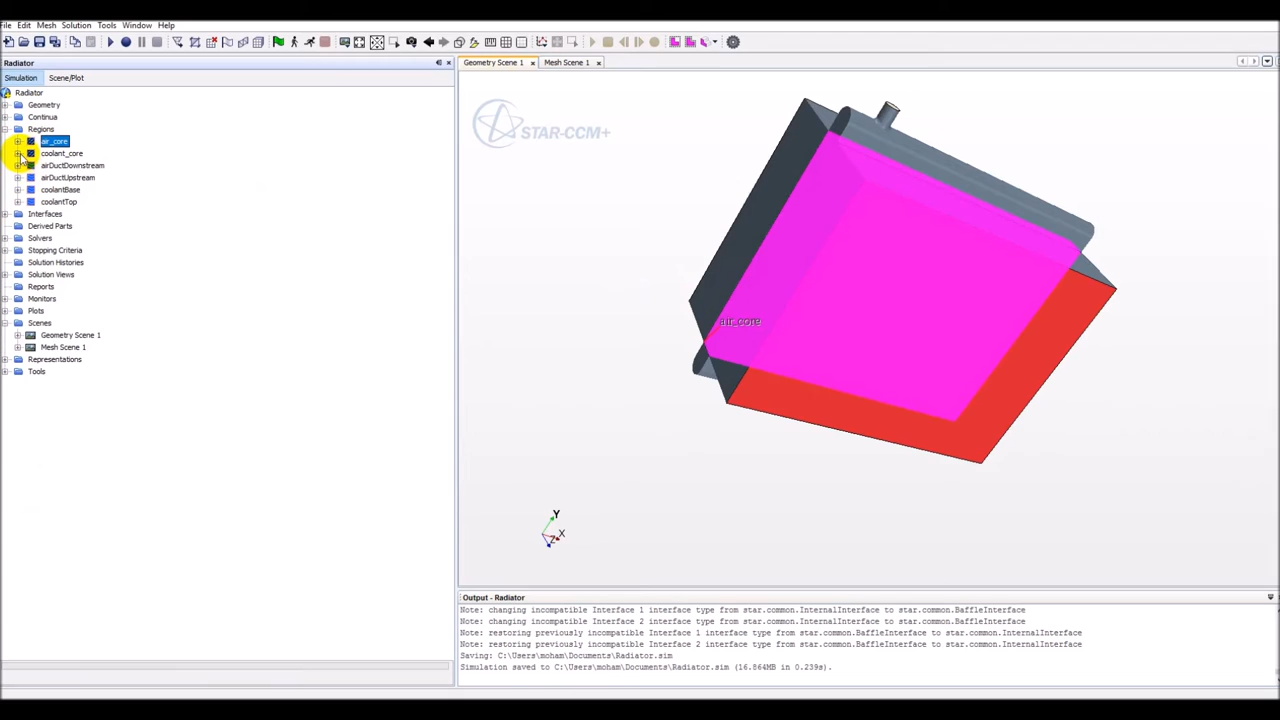 File Edit Mesh Solution Tools Window Help
Radiator
Simulation Scene/Plot
Radiator
Geometry
Continua
Regions
air_core
coolant_core
airDuctDownstream
airDuctUpstream
coolantBase
coolantTop
Interfaces
Derived Parts
Solvers
Stopping Criteria
Solution Histories
Solution Views
Reports
Monitors
Plots
Scenes
Geometry Scene 1
Mesh Scene 1
Representations
Tools
Geometry Scene 1 Mesh Scene 1
STAR-CCM+
air_core
Y
X
Z
Output - Radiator
Note: changing incompatible Interface 1 interface type from star.common.InternalInterface to star.common.BaffleInterface
Note: changing incompatible Interface 2 interface type from star.common.InternalInterface to star.common.BaffleInterface
Note: restoring previously incompatible Interface 1 interface type from star.common.BaffleInterface to star.common.InternalInterface
Note: restoring previously incompatible Interface 2 interface type from star.common.BaffleInterface to star.common.InternalInterface
Saving: C:\Users\moham\Documents\Radiator.sim
Simulation saved to C:\Users\moham\Documents\Radiator.sim (16.864MB in 0.239s).